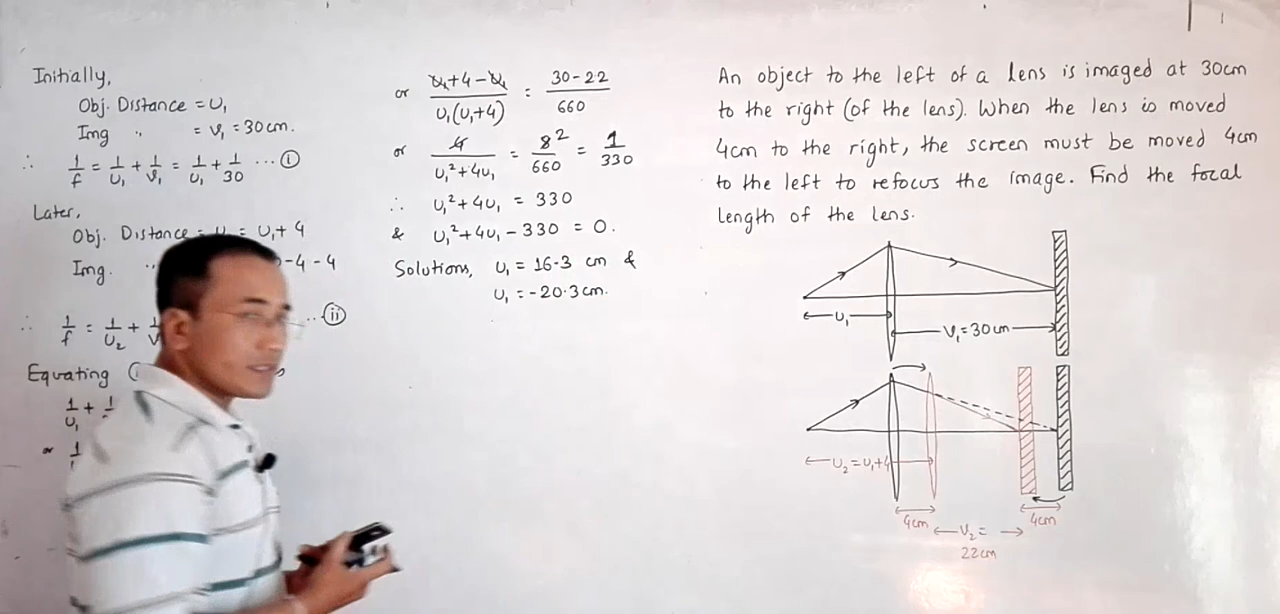 Initially,
Obj. Distance = U₁
Img " = V₁ = 30 cm.
∴ 1/f = 1/U₁ + 1/V₁ = 1/U₁ + 1/30 ... (i)
Later,
Obj. Distance = U₂ = U₁ + 4
Img. " - 4 - 4
∴ 1/f = 1/U₂ + 1/V ... (ii)
Equating (i
1/U₁ +
or 1
or (U₁ + 4 - U₁)/(U₁(U₁+4)) = (30-22)/660
or 4/(U₁² + 4U₁) = 8 2/660 = 1/330
∴ U₁² + 4U₁ = 330
& U₁² + 4U₁ - 330 = 0.
Solutions, U₁ = 16.3 cm &
U₁ = -20.3 cm.
An object to the left of a lens is imaged at 30cm
to the right (of the lens). When the lens is moved
4cm to the right, the screen must be moved 4cm
to the left to refocus the image. Find the focal
length of the lens.
U₁
V₁ = 30 cm
U₂ = U₁ + 4
4cm
4cm
V₂ =
22cm